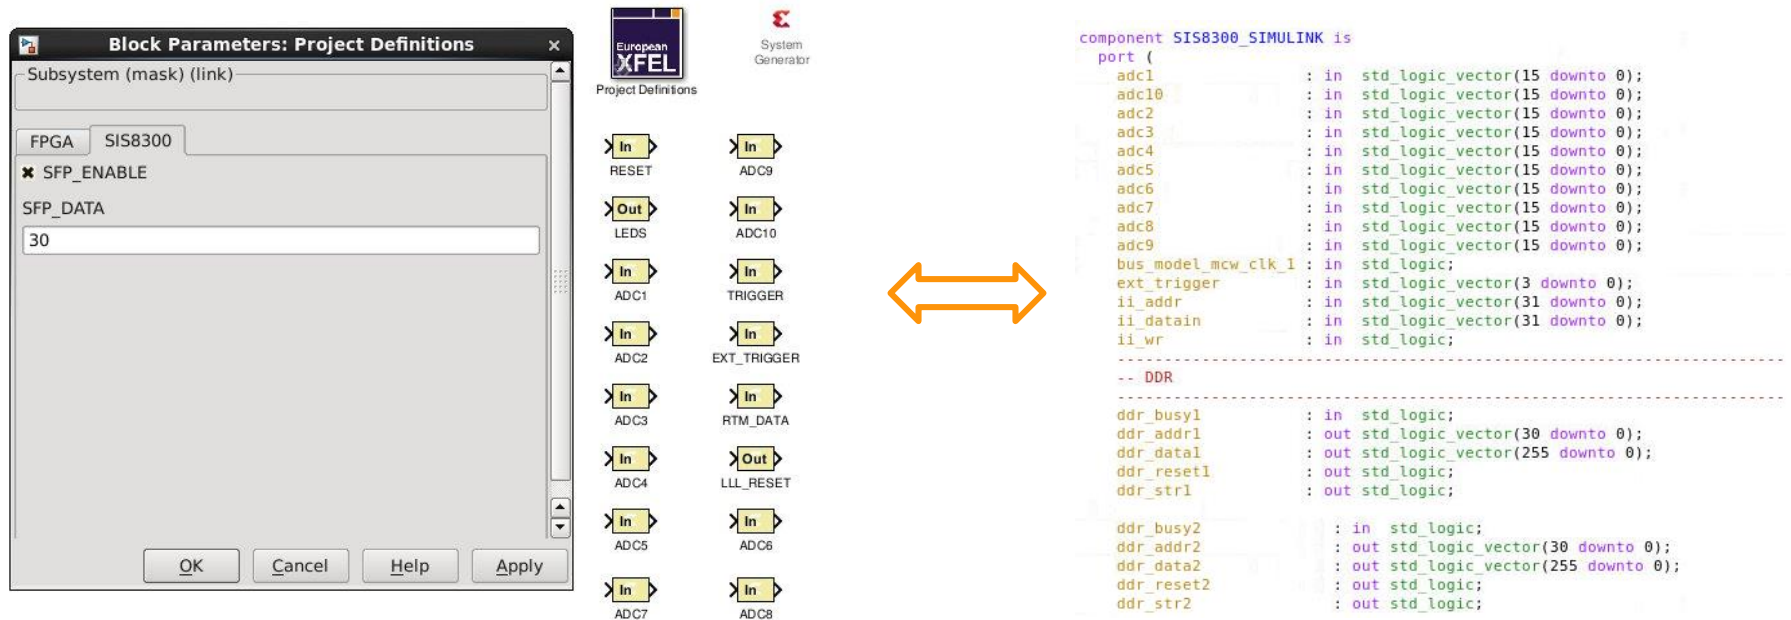 Block Parameters: Project Definitions
Subsystem (mask) (link)
FPGA SIS8300
SFP_ENABLE
SFP_DATA
30
OK Cancel Help Apply
European
XFEL
Project Definitions
System
Generator
In In
RESET ADC9
Out In
LEDS ADC10
In In
ADC1 TRIGGER
In In
ADC2 EXT_TRIGGER
In In
ADC3 RTM_DATA
In Out
ADC4 LLL_RESET
In In
ADC5 ADC6
In In
ADC7 ADC8
component SIS8300_SIMULINK is
port (
adc1 : in std_logic_vector(15 downto 0);
adc10 : in std_logic_vector(15 downto 0);
adc2 : in std_logic_vector(15 downto 0);
adc3 : in std_logic_vector(15 downto 0);
adc4 : in std_logic_vector(15 downto 0);
adc5 : in std_logic_vector(15 downto 0);
adc6 : in std_logic_vector(15 downto 0);
adc7 : in std_logic_vector(15 downto 0);
adc8 : in std_logic_vector(15 downto 0);
adc9 : in std_logic_vector(15 downto 0);
bus_model_mcw_clk_1 : in std_logic;
ext_trigger : in std_logic_vector(3 downto 0);
ii_addr : in std_logic_vector(31 downto 0);
ii_datain : in std_logic_vector(31 downto 0);
ii_wr : in std_logic;
-- DDR
ddr_busy1 : in std_logic;
ddr_addr1 : out std_logic_vector(30 downto 0);
ddr_data1 : out std_logic_vector(255 downto 0);
ddr_reset1 : out std_logic;
ddr_str1 : out std_logic;
ddr_busy2 : in std_logic;
ddr_addr2 : out std_logic_vector(30 downto 0);
ddr_data2 : out std_logic_vector(255 downto 0);
ddr_reset2 : out std_logic;
ddr_str2 : out std_logic;